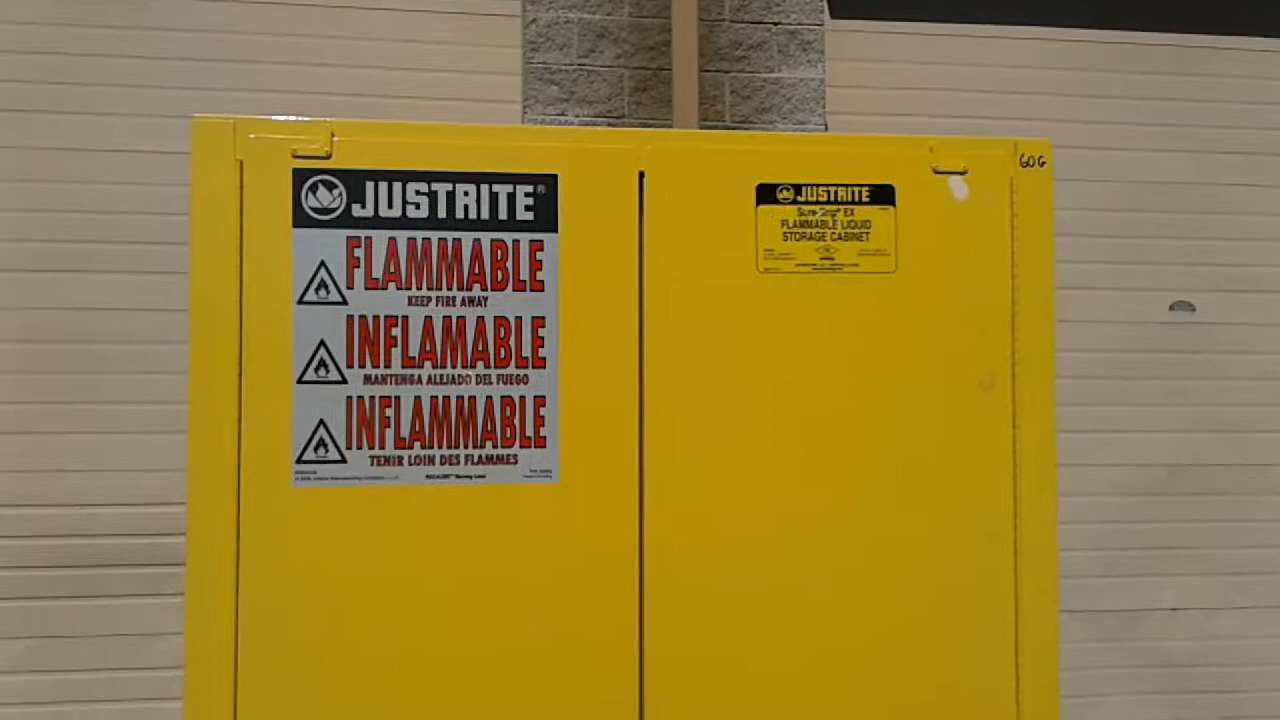 JUSTRITE®
FLAMMABLE
KEEP FIRE AWAY
INFLAMABLE
MANTENGA ALEJADO DEL FUEGO
INFLAMMABLE
TENIR LOIN DES FLAMMES
JUSTRITE
Sure-Grip® EX
FLAMMABLE LIQUID
STORAGE CABINET
60G